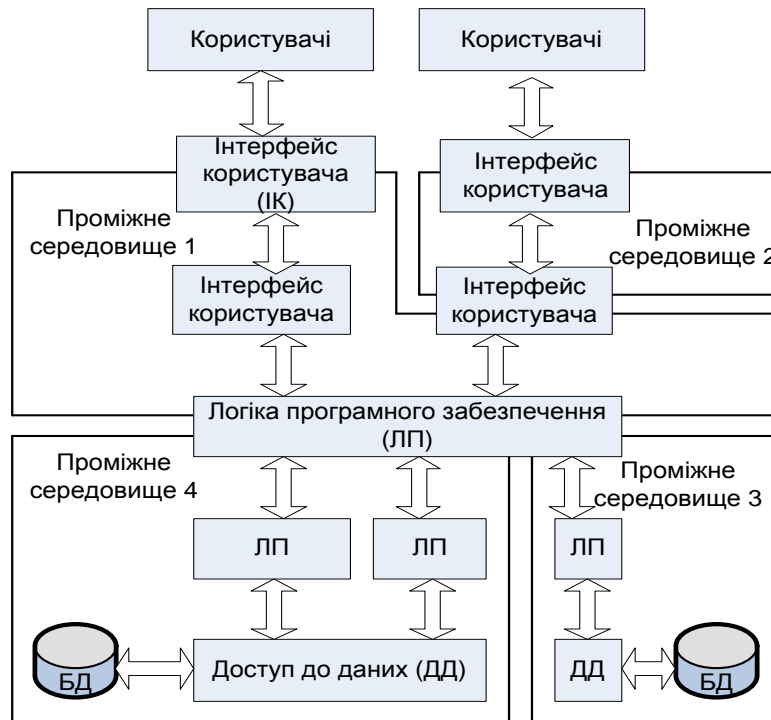 Користувачі
Користувачі
Інтерфейс
користувача
(ІК)
Інтерфейс
користувача
Проміжне
середовище 1
Проміжне
середовище 2
Інтерфейс
користувача
Інтерфейс
користувача
Логіка програмного забезпечення
(ЛП)
Проміжне
середовище 4
Проміжне
середовище 3
ЛП
ЛП
ЛП
БД
Доступ до даних (ДД)
ДД
БД